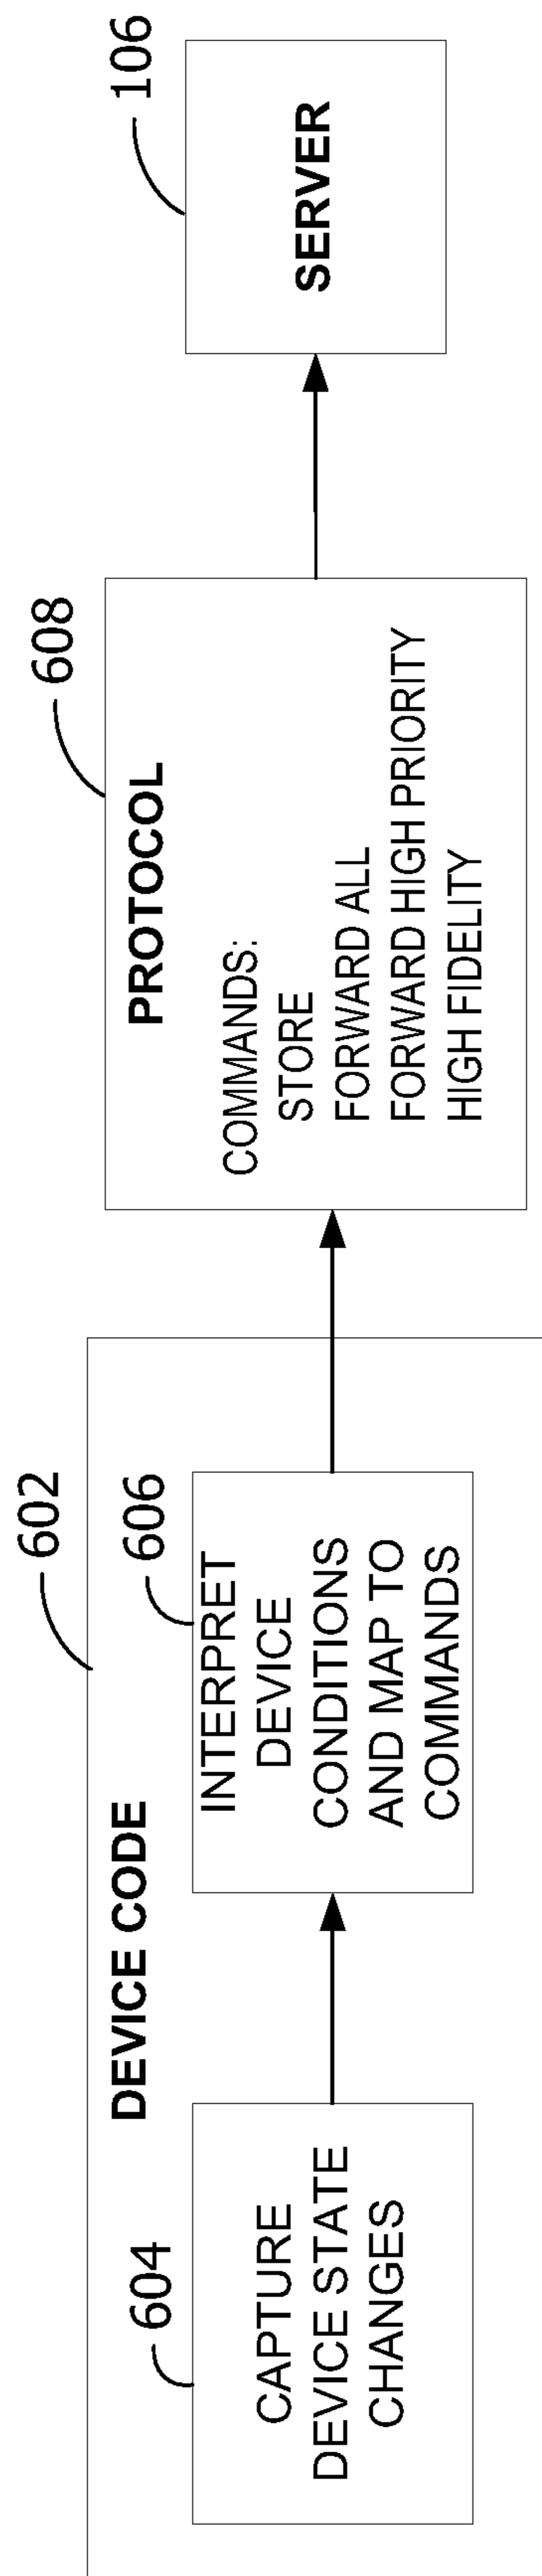 602
DEVICE CODE
604
CAPTURE
DEVICE STATE
CHANGES
606
INTERPRET
DEVICE
CONDITIONS
AND MAP TO
COMMANDS
608
PROTOCOL
COMMANDS:
STORE
FORWARD ALL
FORWARD HIGH PRIORITY
HIGH FIDELITY
106
SERVER